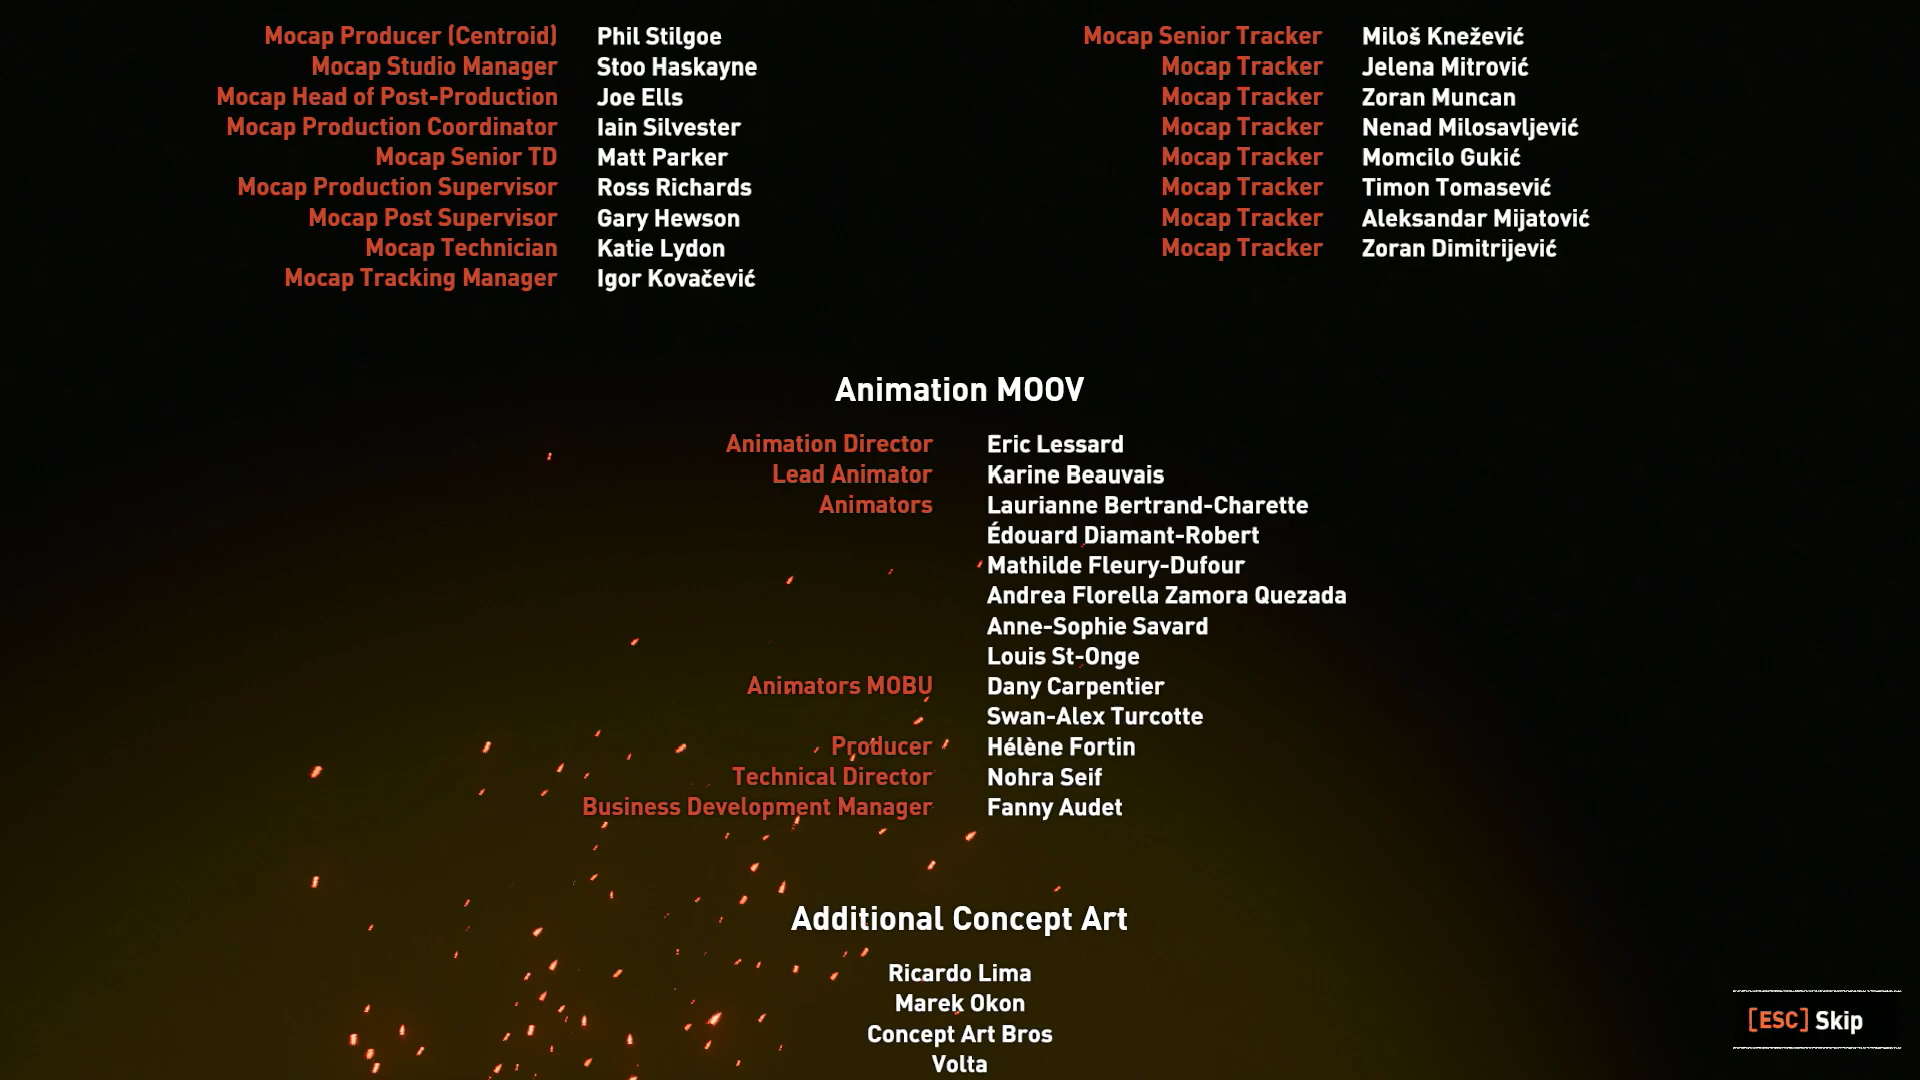 Mocap Producer (Centroid) Phil Stilgoe
Mocap Studio Manager Stoo Haskayne
Mocap Head of Post-Production Joe Ells
Mocap Production Coordinator Iain Silvester
Mocap Senior TD Matt Parker
Mocap Production Supervisor Ross Richards
Mocap Post Supervisor Gary Hewson
Mocap Technician Katie Lydon
Mocap Tracking Manager Igor Kovačević
Mocap Senior Tracker Miloš Knežević
Mocap Tracker Jelena Mitrović
Mocap Tracker Zoran Muncan
Mocap Tracker Nenad Milosavljević
Mocap Tracker Momcilo Gukić
Mocap Tracker Timon Tomasević
Mocap Tracker Aleksandar Mijatović
Mocap Tracker Zoran Dimitrijević
Animation MOOV
Animation Director Eric Lessard
Lead Animator Karine Beauvais
Animators Laurianne Bertrand-Charette
Édouard Diamant-Robert
Mathilde Fleury-Dufour
Andrea Florella Zamora Quezada
Anne-Sophie Savard
Louis St-Onge
Animators MOBU Dany Carpentier
Swan-Alex Turcotte
Producer Hélène Fortin
Technical Director Nohra Seif
Business Development Manager Fanny Audet
Additional Concept Art
Ricardo Lima
Marek Okon
Concept Art Bros
Volta
[ESC] Skip